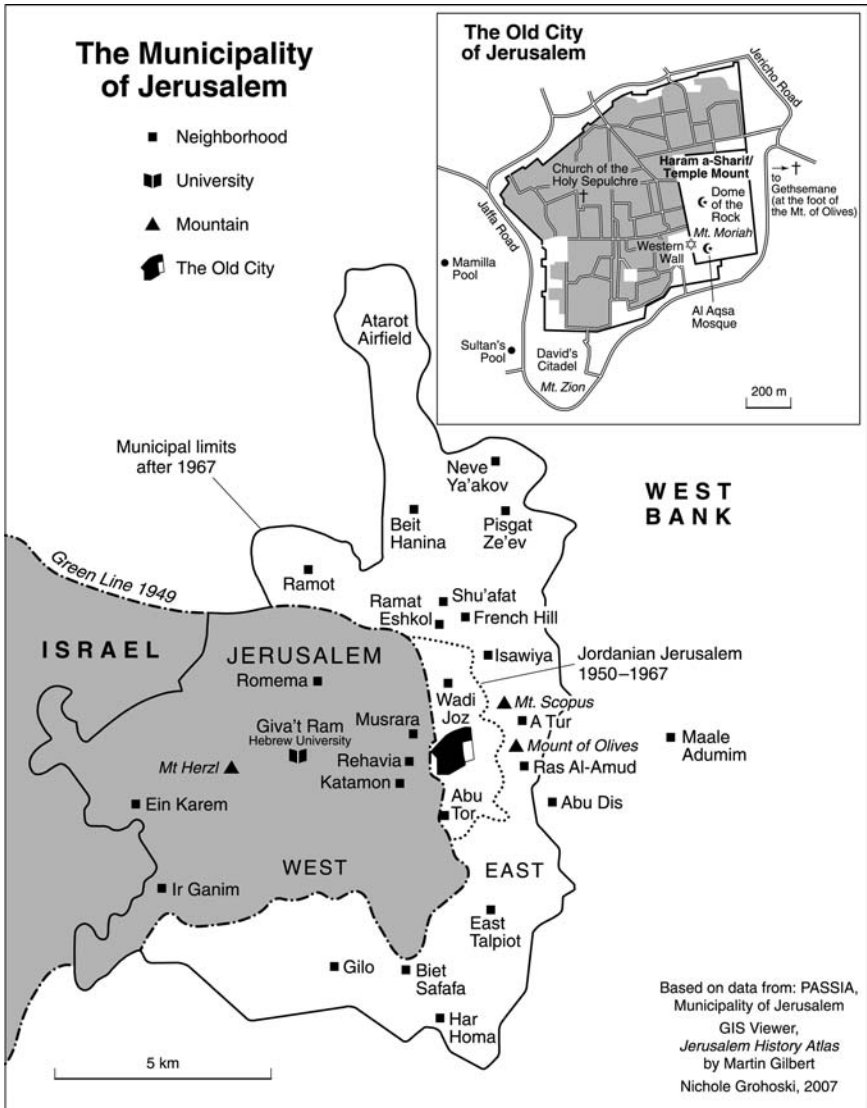 The Municipality
of Jerusalem
Neighborhood
University
Mountain
The Old City
The Old City
of Jerusalem
Jericho Road
Church of the
Holy Sepulchre
Haram a-Sharif/
Temple Mount
to
Gethsemane
(at the foot
of the Mt. of Olives)
Dome
of the
Rock
Mt. Moriah
Jaffa Road
Western
Wall
Mamilla
Pool
Al Aqsa
Mosque
Sultan's
Pool
David's
Citadel
Mt. Zion
200 m
Atarot
Airfield
Municipal limits
after 1967
Neve
Ya'akov
WEST
BANK
Beit
Hanina
Pisgat
Ze'ev
Green Line 1949
Ramot
Shu'afat
Ramat
Eshkol
French Hill
ISRAEL
JERUSALEM
Isawiya
Jordanian Jerusalem
1950–1967
Romema
Wadi
Joz
Mt. Scopus
A Tur
Musrara
Giva't Ram
Hebrew University
Maale
Adumim
Mount of Olives
Rehavia
Ras Al-Amud
Mt Herzl
Katamon
Ein Karem
Abu
Tor
Abu Dis
WEST
EAST
Ir Ganim
East
Talpiot
Gilo
Biet
Safafa
Har
Homa
5 km
Based on data from: PASSIA,
Municipality of Jerusalem
GIS Viewer,
Jerusalem History Atlas
by Martin Gilbert
Nichole Grohoski, 2007